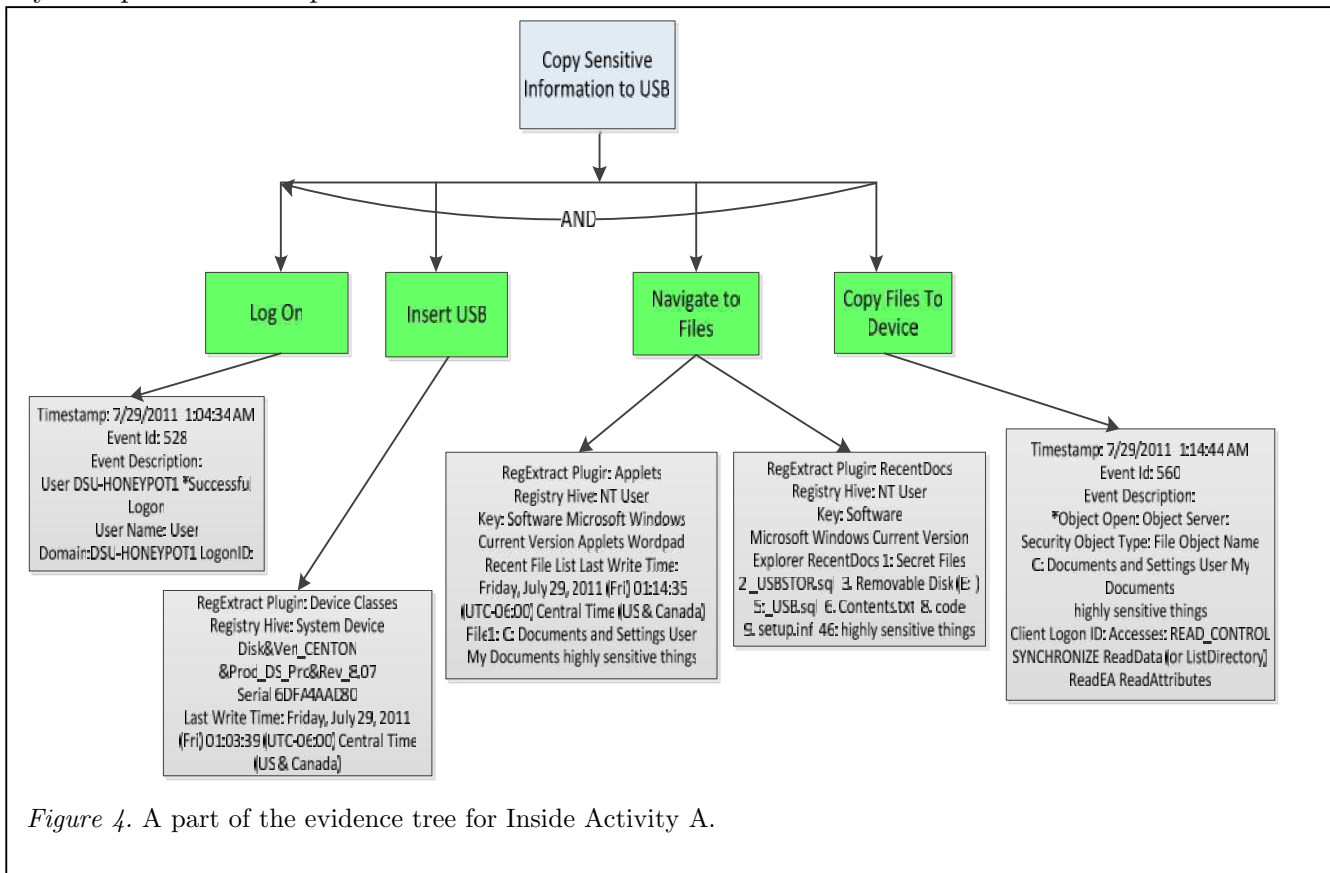 Copy Sensitive
Information to USB
AND
Log On
Insert USB
Navigate to
Files
Copy Files To
Device
Timestamp: 7/29/2011 1:04:34 AM
Event Id: 528
Event Description:
User DSU-HONEYPOT1 *Successful
Logon
User Name: User
Domain:DSU-HONEYPOT1 LogonID:
RegExtract Plugin: Device Classes
Registry Hive: System Device
Disk&Ven_CENTON
&Prod_DS_Pro&Rev_8.07
Serial 6DFA4AAD80
Last Write Time: Friday, July 29, 2011
(Fri) 01:03:39 (UTC-06:00) Central Time
(US & Canada)
RegExtract Plugin: Applets
Registry Hive: NT User
Key: Software Microsoft Windows
Current Version Applets Wordpad
Recent File List Last Write Time:
Friday, July 29, 2011 (Fri) 01:14:35
(UTC-06:00) Central Time (US & Canada)
File1: C: Documents and Settings User
My Documents highly sensitive things
RegExtract Plugin: RecentDocs
Registry Hive: NT User
Key: Software
Microsoft Windows Current Version
Explorer RecentDocs 1: Secret Files
2_USBSTOR.sql 3. Removable Disk (E: )
5:_USB.sql 6. Contents.txt 8. code
9. setup.inf 46: highly sensitive things
Timestamp: 7/29/2011 1:14:44 AM
Event Id: 560
Event Description:
*Object Open: Object Server:
Security Object Type: File Object Name
C: Documents and Settings User My
Documents
highly sensitive things
Client Logon ID: Accesses: READ_CONTROL
SYNCHRONIZE ReadData (or ListDirectory)
ReadEA ReadAttributes
Figure 4. A part of the evidence tree for Inside Activity A.